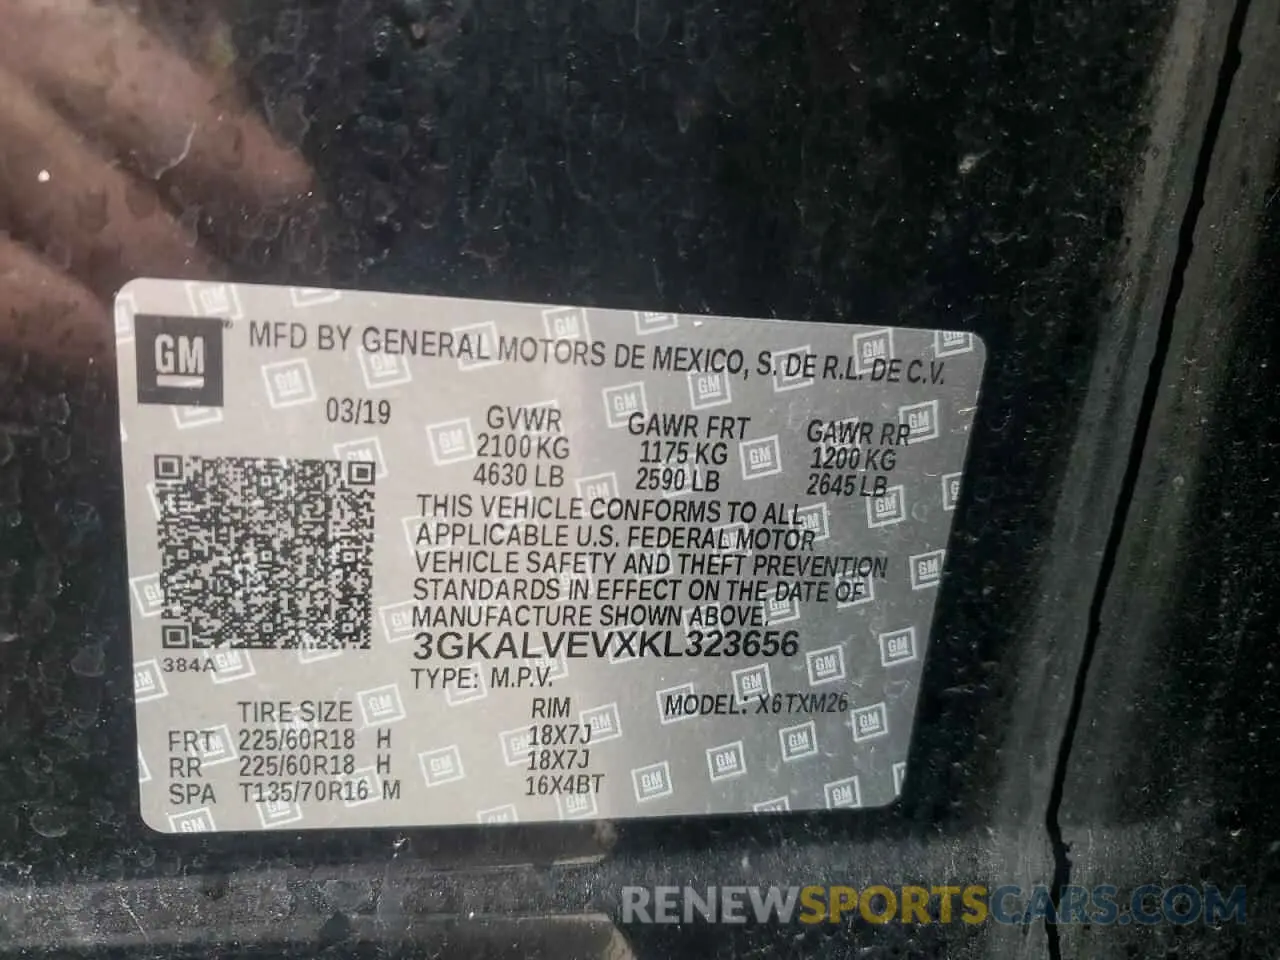 GM™ MFD BY GENERAL MOTORS DE MEXICO, S. DE R.L. DE C.V.
03/19 GVWR GAWR FRT GAWR RR
2100 KG 1175 KG 1200 KG
4630 LB 2590 LB 2645 LB
THIS VEHICLE CONFORMS TO ALL
APPLICABLE U.S. FEDERAL MOTOR
VEHICLE SAFETY AND THEFT PREVENTION
STANDARDS IN EFFECT ON THE DATE OF
MANUFACTURE SHOWN ABOVE.
3GKALVEVXKL323656
384A
TYPE: M.P.V.
MODEL: X6TXM26
TIRE SIZE RIM
FRT 225/60R18 H 18X7J
RR 225/60R18 H 18X7J
SPA T135/70R16 M 16X4BT
RENEWSPORTSCARS.COM